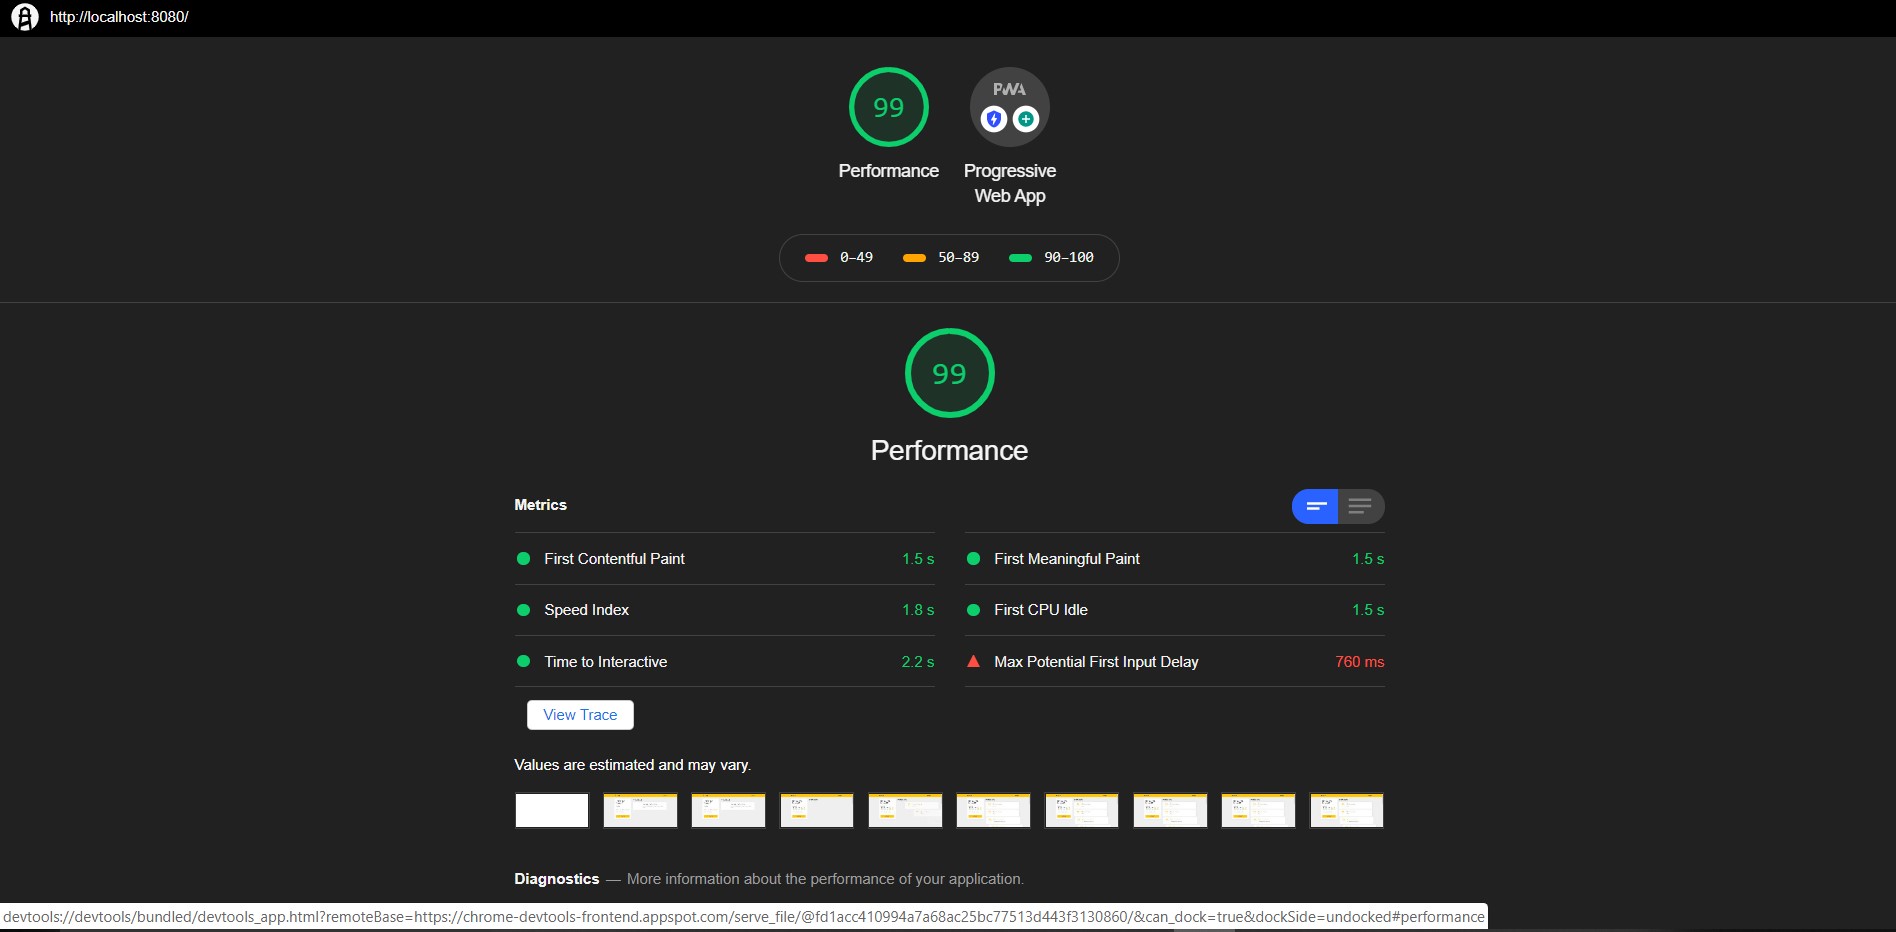 http://localhost:8080/
99
PWA
Performance
Progressive
Web App
0–49
50–89
90–100
99
Performance
Metrics
First Contentful Paint 1.5 s
First Meaningful Paint 1.5 s
Speed Index 1.8 s
First CPU Idle 1.5 s
Time to Interactive 2.2 s
Max Potential First Input Delay 760 ms
View Trace
Values are estimated and may vary.
Diagnostics — More information about the performance of your application.
devtools://devtools/bundled/devtools_app.html?remoteBase=https://chrome-devtools-frontend.appspot.com/serve_file/@fd1acc410994a7a68ac25bc77513d443f3130860/&can_dock=true&dockSide=undocked#performance